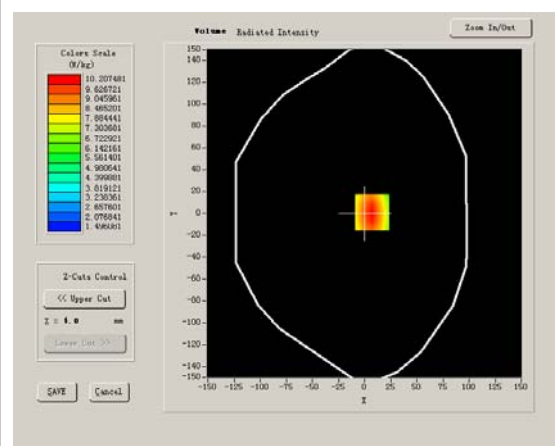 Volume Radiated Intensity
Zoom In/Out
Colors Scale
(W/kg)
10.207481
9.626721
9.045961
8.465201
7.884441
7.303681
6.722921
6.142161
5.561401
4.980641
4.399881
3.819121
3.238361
2.657601
2.076841
1.496081
150
140
120
100
80
60
40
20
0
-20
-40
-60
-80
-100
-120
-140
-150
Y
-150 -125 -100 -75 -50 -25 0 25 50 75 100 125 150
X
Z-Cuts Control
<< Upper Cut
Z = 4.0 mm
Lower Cut >>
SAVE
Cancel